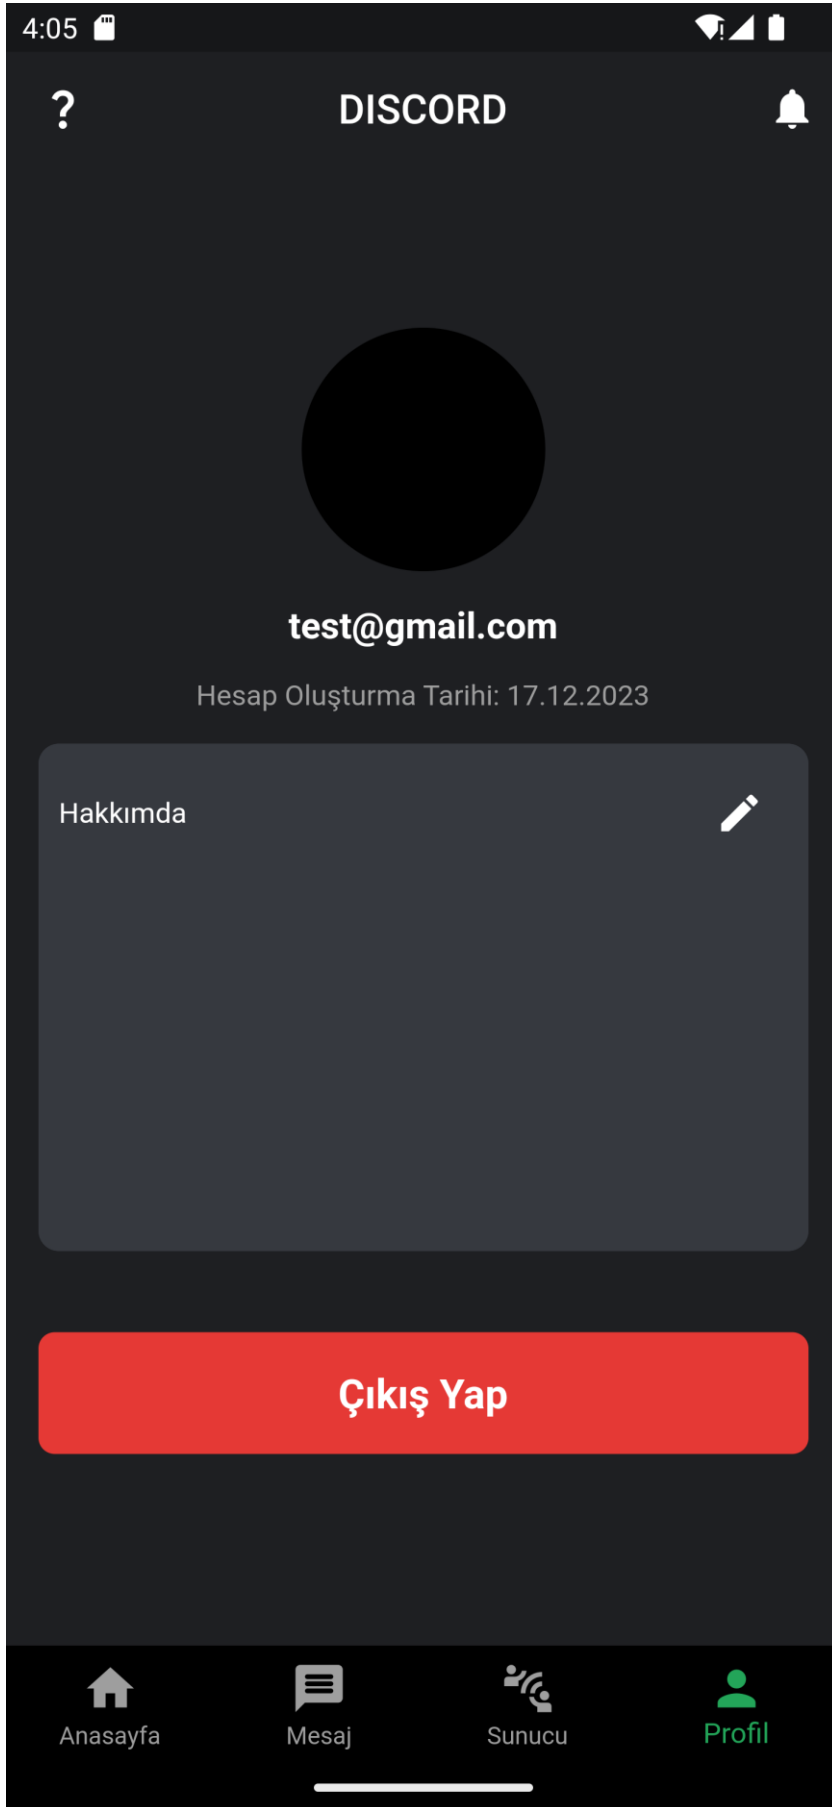 4:05
?
DISCORD
test@gmail.com
Hesap Oluşturma Tarihi: 17.12.2023
Hakkımda
Çıkış Yap
Anasayfa
Mesaj
Sunucu
Profil